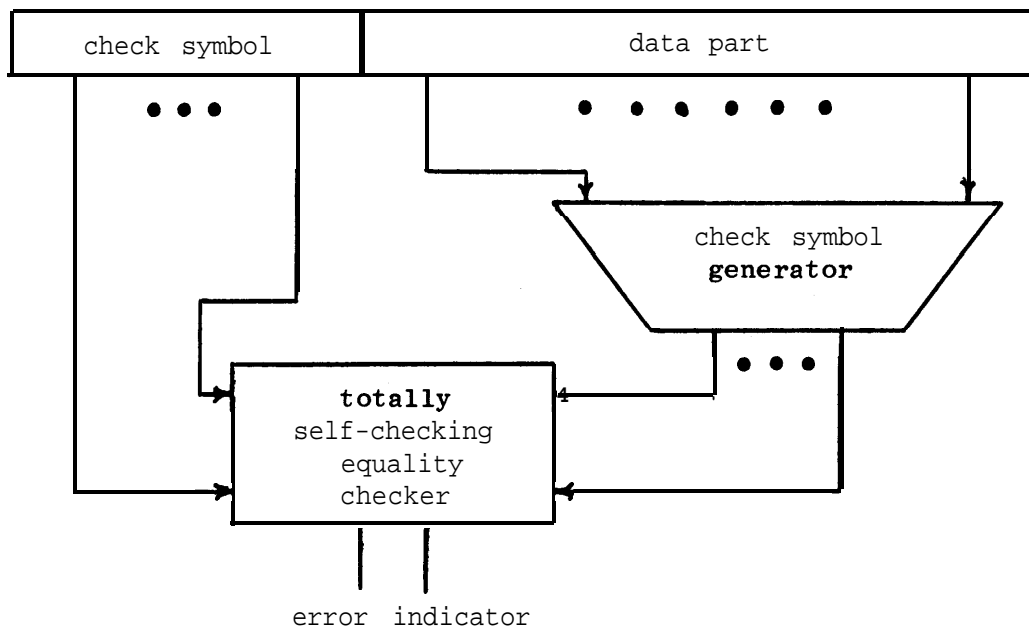 check symbol
data part
check symbol
generator
totally
self-checking
equality
checker
error indicator